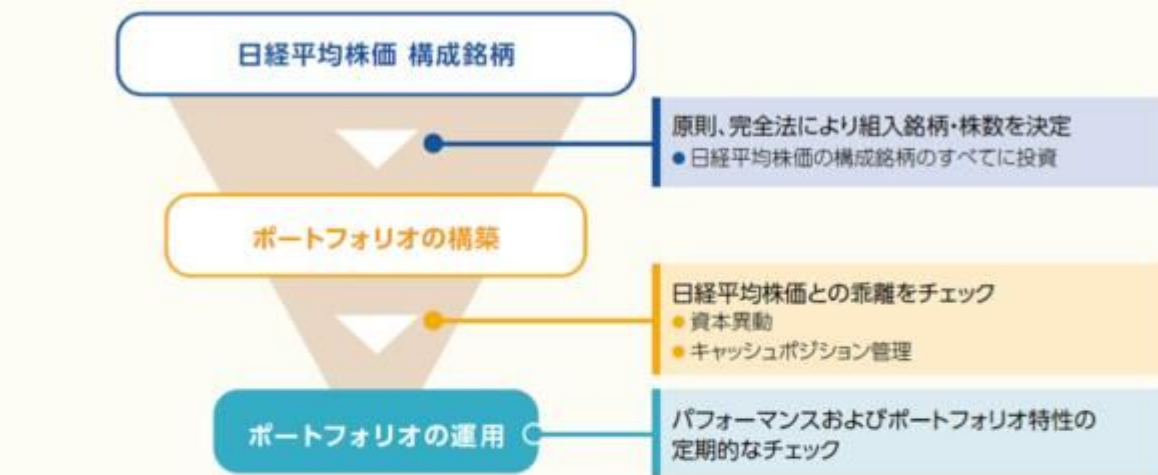 日経平均株価 構成銘柄
原則、完全法により組入銘柄・株数を決定
●日経平均株価の構成銘柄のすべてに投資
ポートフォリオの構築
日経平均株価との乖離をチェック
●資本異動
●キャッシュポジション管理
ポートフォリオの運用
パフォーマンスおよびポートフォリオ特性の
定期的なチェック